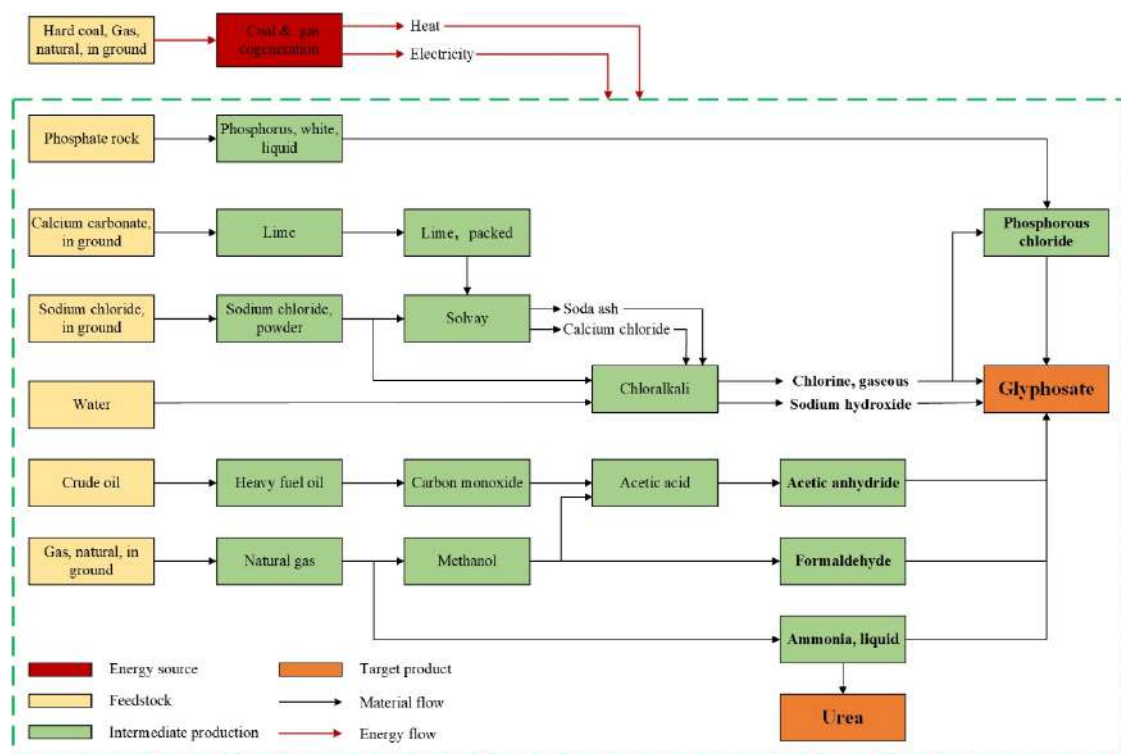 Hard coal, Gas,
natural, in ground
Coal & gas
cogeneration
Heat
Electricity
Phosphate rock
Phosphorus, white,
liquid
Calcium carbonate,
in ground
Lime
Lime, packed
Phosphorous
chloride
Sodium chloride,
in ground
Sodium chloride,
powder
Solvay
Soda ash
Calcium chloride
Water
Chloralkali
Chlorine, gaseous
Sodium hydroxide
Glyphosate
Crude oil
Heavy fuel oil
Carbon monoxide
Acetic acid
Acetic anhydride
Gas, natural, in
ground
Natural gas
Methanol
Formaldehyde
Ammonia, liquid
Urea
Energy source
Target product
Feedstock
Material flow
Intermediate production
Energy flow